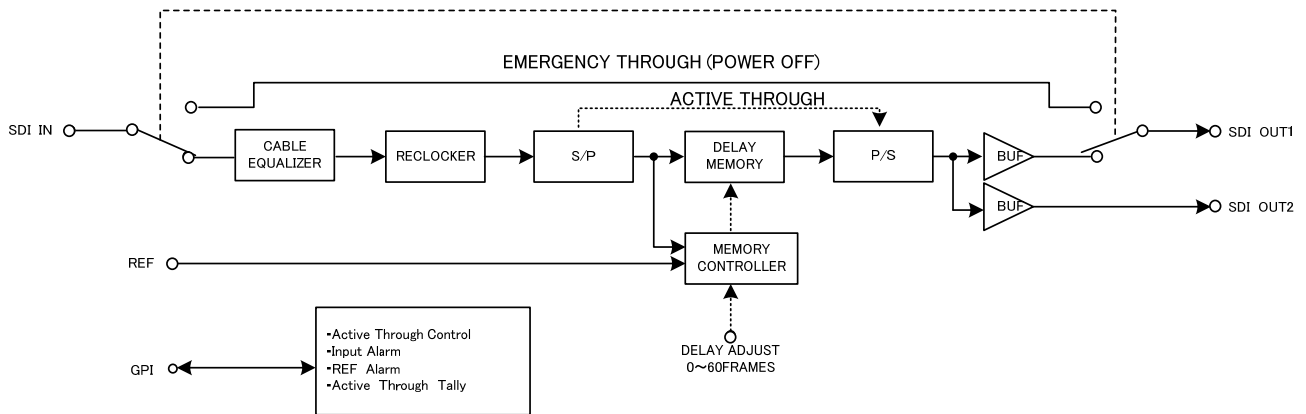 EMERGENCY THROUGH (POWER OFF)
ACTIVE THROUGH
SDI IN
CABLE
EQUALIZER
RECLOCKER
S/P
DELAY
MEMORY
P/S
BUF
SDI OUT1
BUF
SDI OUT2
REF
MEMORY
CONTROLLER
DELAY ADJUST
0～60FRAMES
GPI
-Active Through Control
-Input Alarm
-REF Alarm
-Active Through Tally